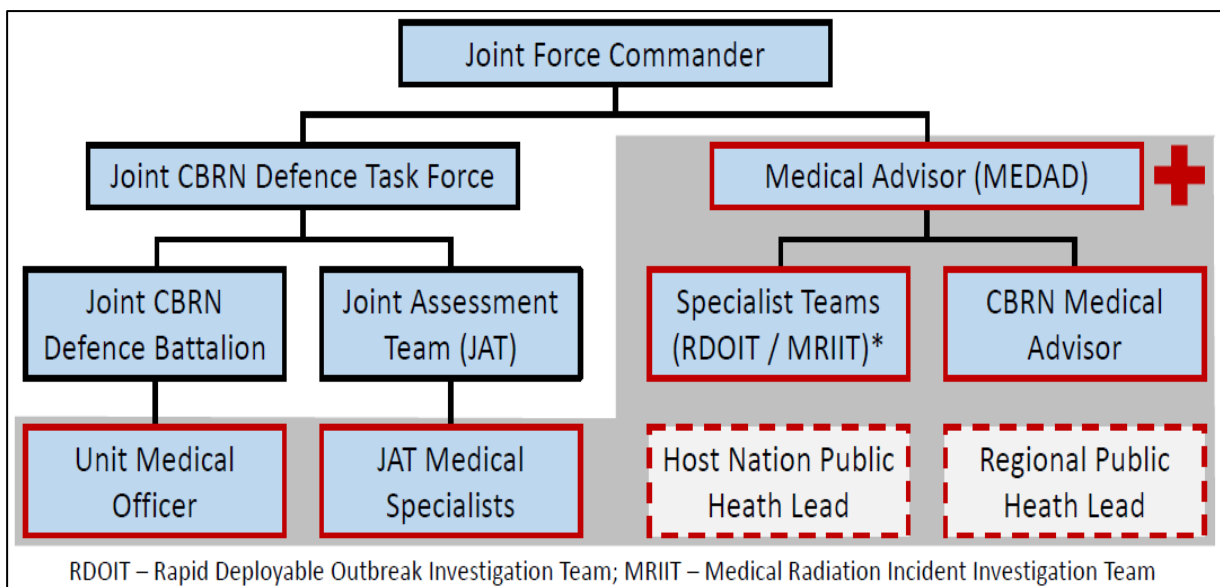 Joint Force Commander
Joint CBRN Defence Task Force
Medical Advisor (MEDAD)
Joint CBRN
Defence Battalion
Joint Assessment
Team (JAT)
Specialist Teams
(RDOIT / MRIIT)*
CBRN Medical
Advisor
Unit Medical
Officer
JAT Medical
Specialists
Host Nation Public
Heath Lead
Regional Public
Heath Lead
RDOIT – Rapid Deployable Outbreak Investigation Team; MRIIT – Medical Radiation Incident Investigation Team